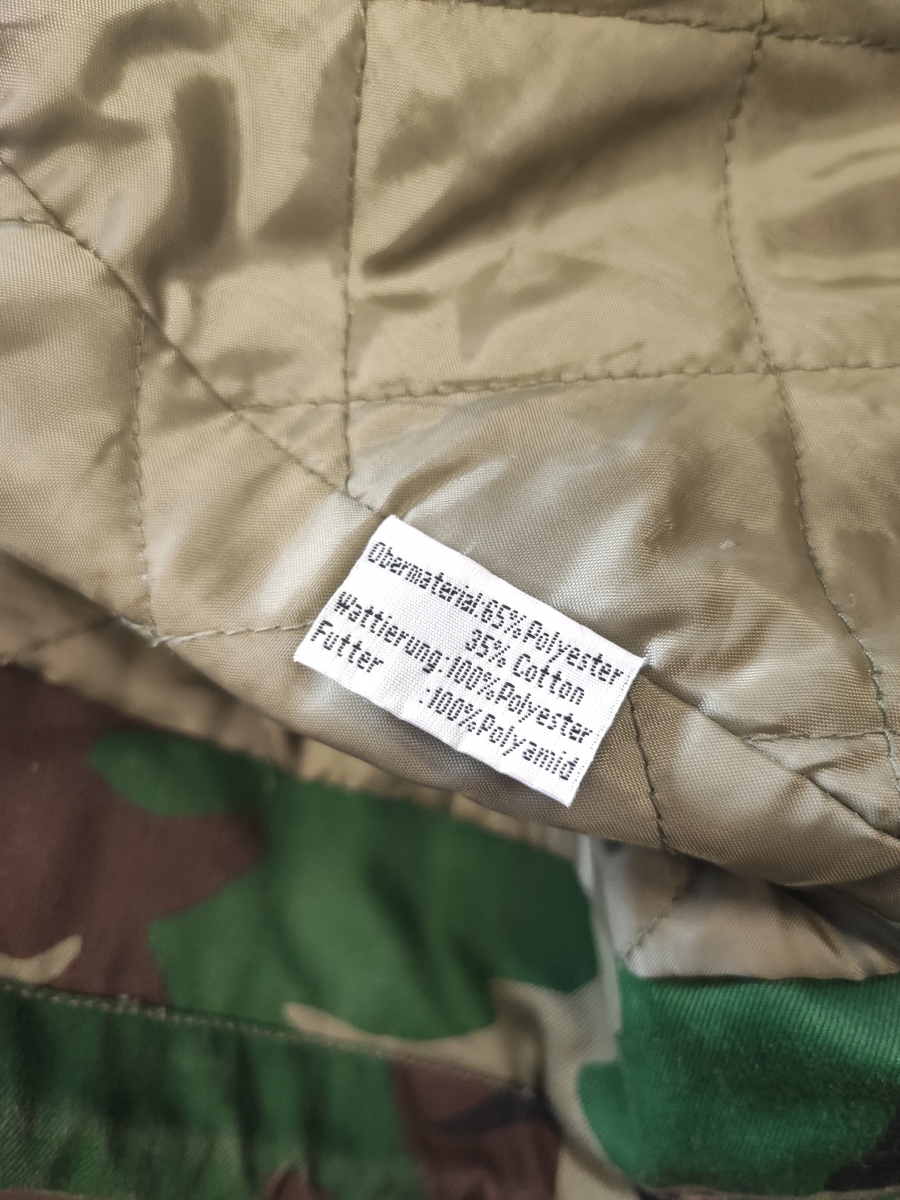 Obermaterial:65%Polyester
35% Cotton
Wattierung:100%Polyester
Futter :100%Polyamid